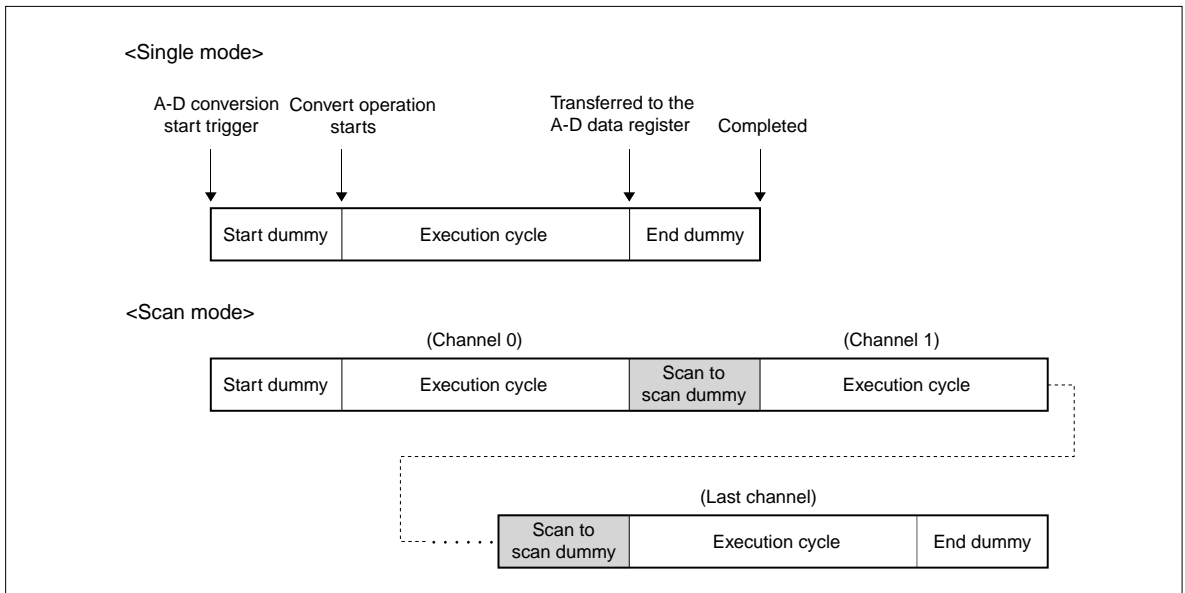 <Single mode>
A-D conversion
start trigger
Convert operation
starts
Transferred to the
A-D data register
Completed
Start dummy
Execution cycle
End dummy
<Scan mode>
(Channel 0)
(Channel 1)
Start dummy
Execution cycle
Scan to
scan dummy
Execution cycle
(Last channel)
Scan to
scan dummy
Execution cycle
End dummy